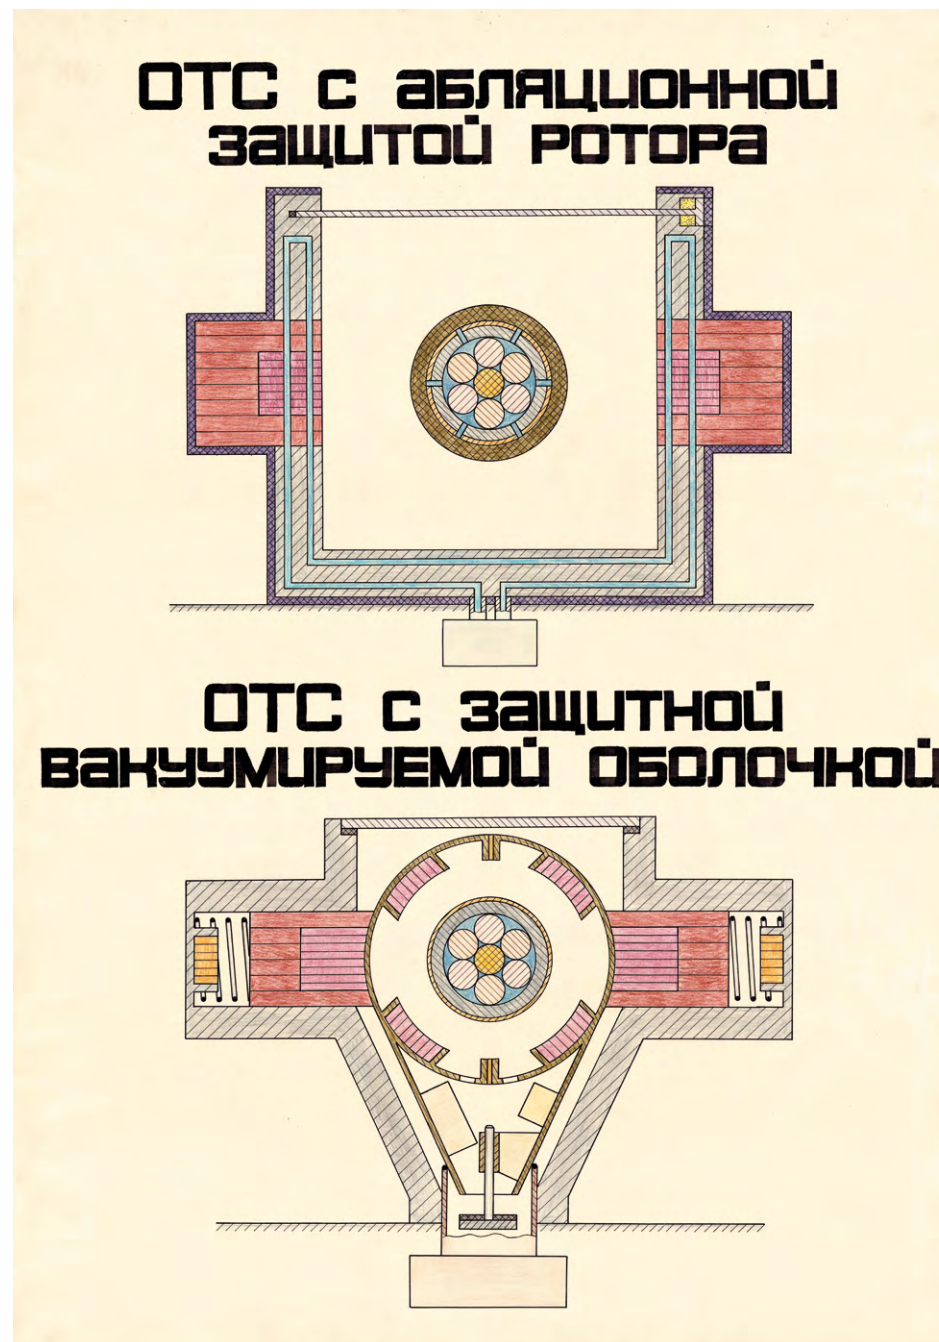 ОТС с абляционной
защитой ротора
ОТС с защитной
вакуумируемой оболочкой